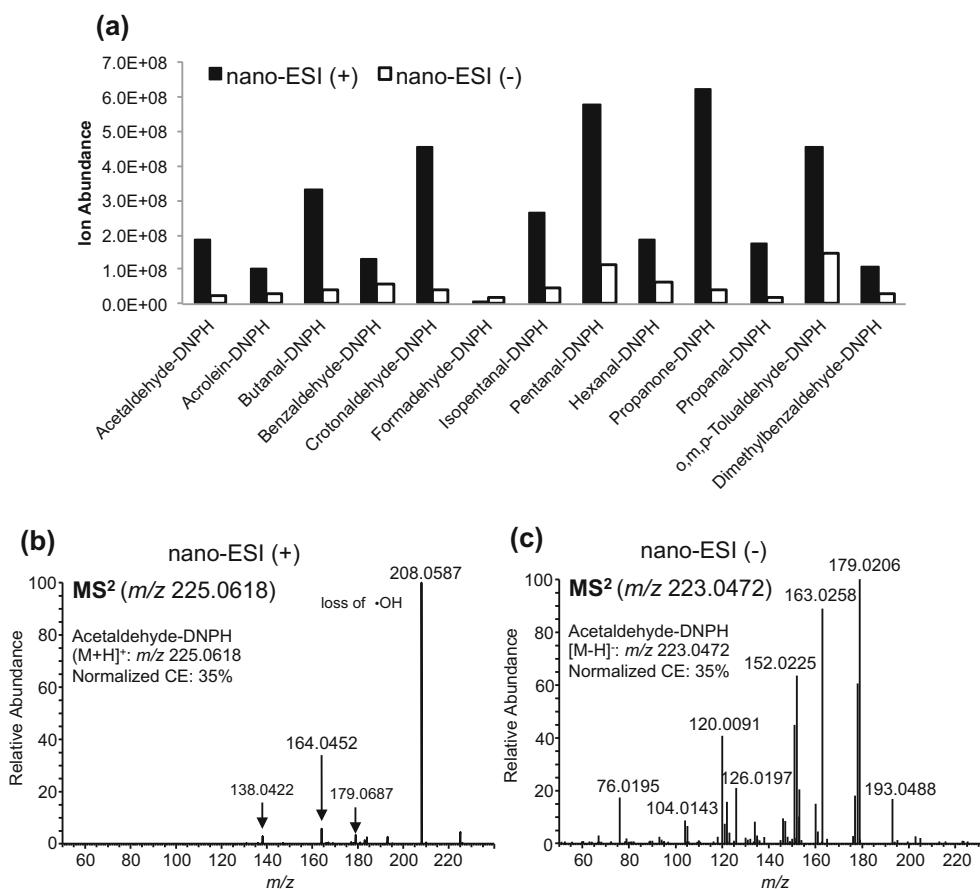 (a)
7.0E+08
6.0E+08
5.0E+08
4.0E+08
3.0E+08
2.0E+08
1.0E+08
0.0E+00
Ion Abundance
nano-ESI (+) nano-ESI (-)
Acetaldehyde-DNPH
Acrolein-DNPH
Butanal-DNPH
Benzaldehyde-DNPH
Crotonaldehyde-DNPH
Formadehyde-DNPH
Isopentanal-DNPH
Pentanal-DNPH
Hexanal-DNPH
Propanone-DNPH
Propanal-DNPH
o,m,p-Tolualdehyde-DNPH
Dimethylbenzaldehyde-DNPH
(b)
nano-ESI (+)
MS² (m/z 225.0618)
208.0587
loss of •OH
Acetaldehyde-DNPH
(M+H]⁺: m/z 225.0618
Normalized CE: 35%
164.0452
138.0422
179.0687
Relative Abundance
100
80
60
40
20
0
60 80 100 120 140 160 180 200 220
m/z
(c)
nano-ESI (-)
179.0206
MS² (m/z 223.0472)
163.0258
Acetaldehyde-DNPH
[M-H]⁻: m/z 223.0472
Normalized CE: 35%
152.0225
120.0091
126.0197
76.0195
104.0143
193.0488
Relative Abundance
100
80
60
40
20
0
60 80 100 120 140 160 180 200 220
m/z